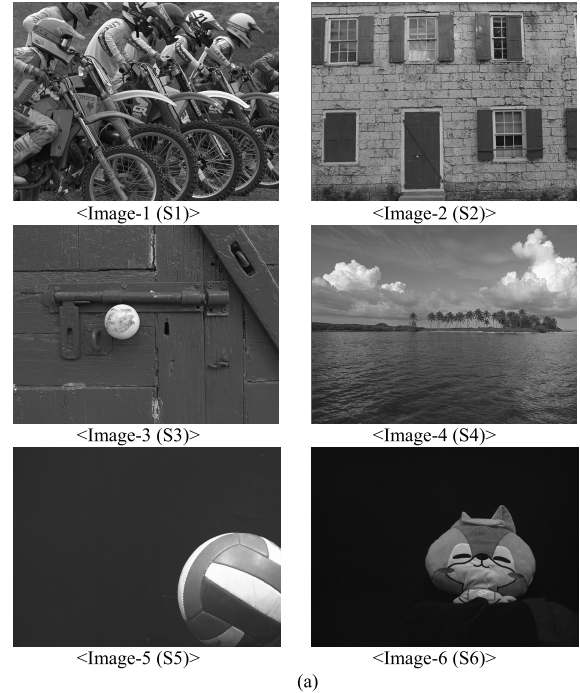 <Image-1 (S1)>
<Image-2 (S2)>
<Image-3 (S3)>
<Image-4 (S4)>
<Image-5 (S5)>
<Image-6 (S6)>
(a)